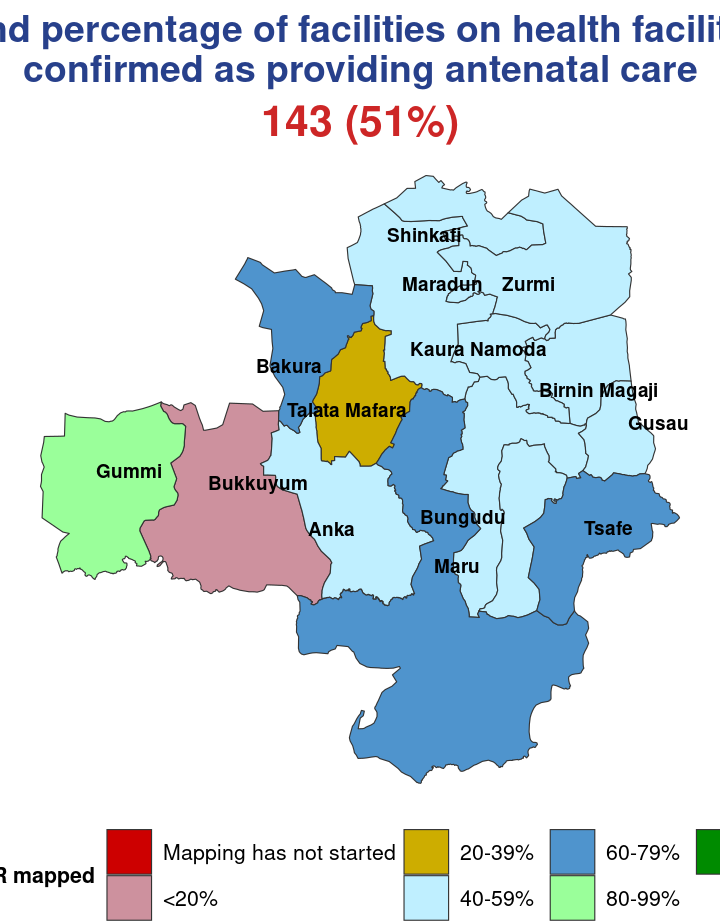 percentage of facilities on health
confirmed as providing antenatal care
143 (51%)
Shinkafi
Maradun
Zurmi
Kaura Namoda
Bakura
Birnin Magaji
Talata Mafara
Gusau
Gummi
Bukkuyum
Bungudu
Anka
Tsafe
Maru
mapped
Mapping has not started
20-39%
60-79%
<20%
40-59%
80-99%